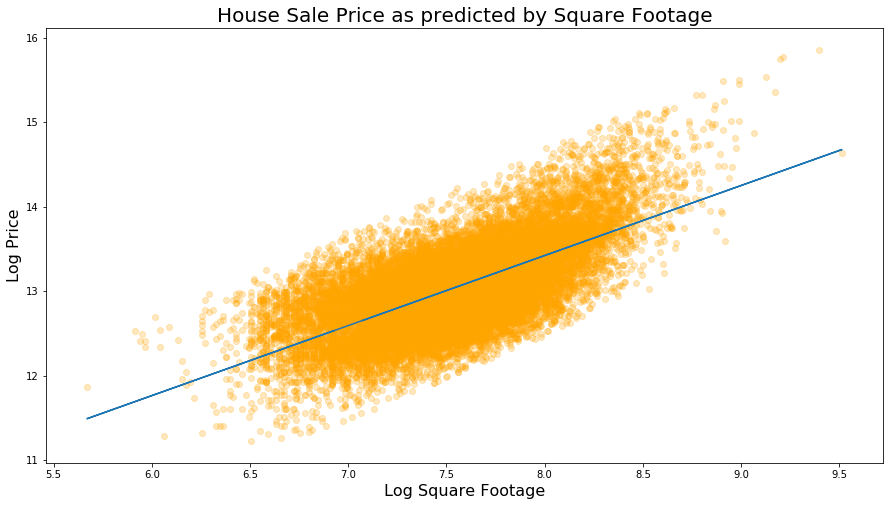 House Sale Price as predicted by Square Footage
16
15
14
13
12
11
Log Price
5.5 6.0 6.5 7.0 7.5 8.0 8.5 9.0 9.5
Log Square Footage